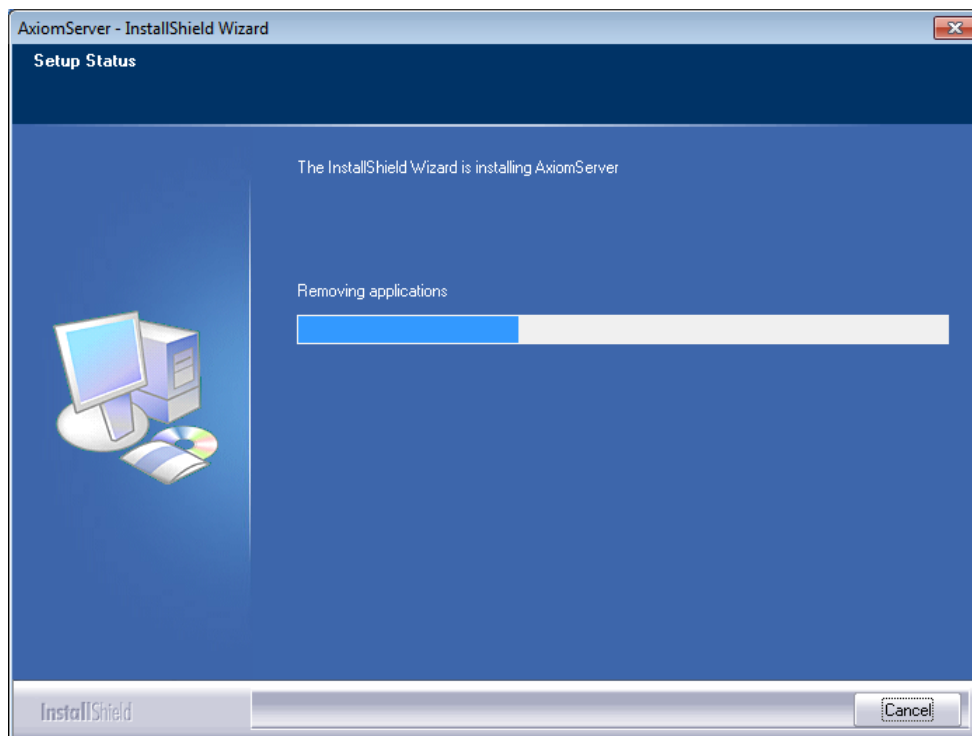 AxiomServer - InstallShield Wizard
Setup Status
The InstallShield Wizard is installing AxiomServer
Removing applications
InstallShield
Cancel